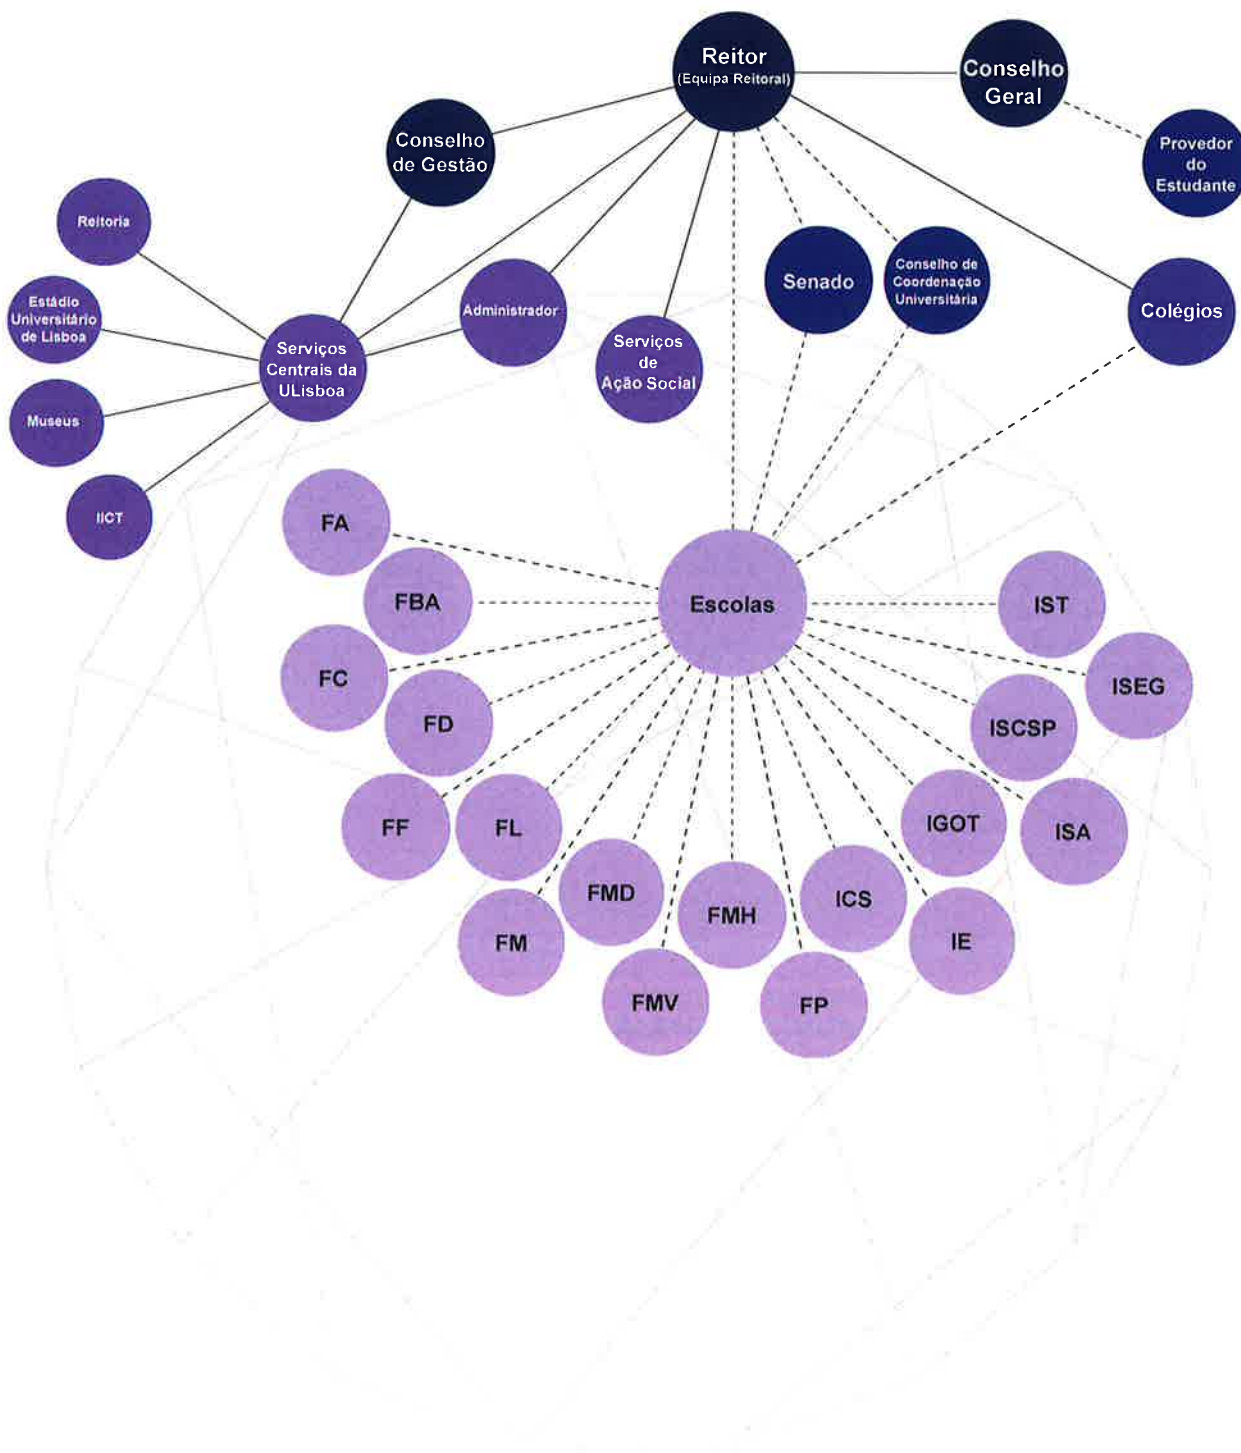 Reitor
(Equipa Reitoral)
Conselho
Geral
Conselho
de Gestão
Provedor
do
Estudante
Reitoria
Senado
Conselho de
Coordenação
Universitária
Colégios
Estádio
Universitário
de Lisboa
Administrador
Serviços
Centrais da
ULisboa
Serviços
de
Ação Social
Museus
IICT
FA
FBA
Escolas
IST
FC
ISEG
FD
ISCSP
FF
FL
IGOT
ISA
FMD
FMH
ICS
FM
IE
FMV
FP